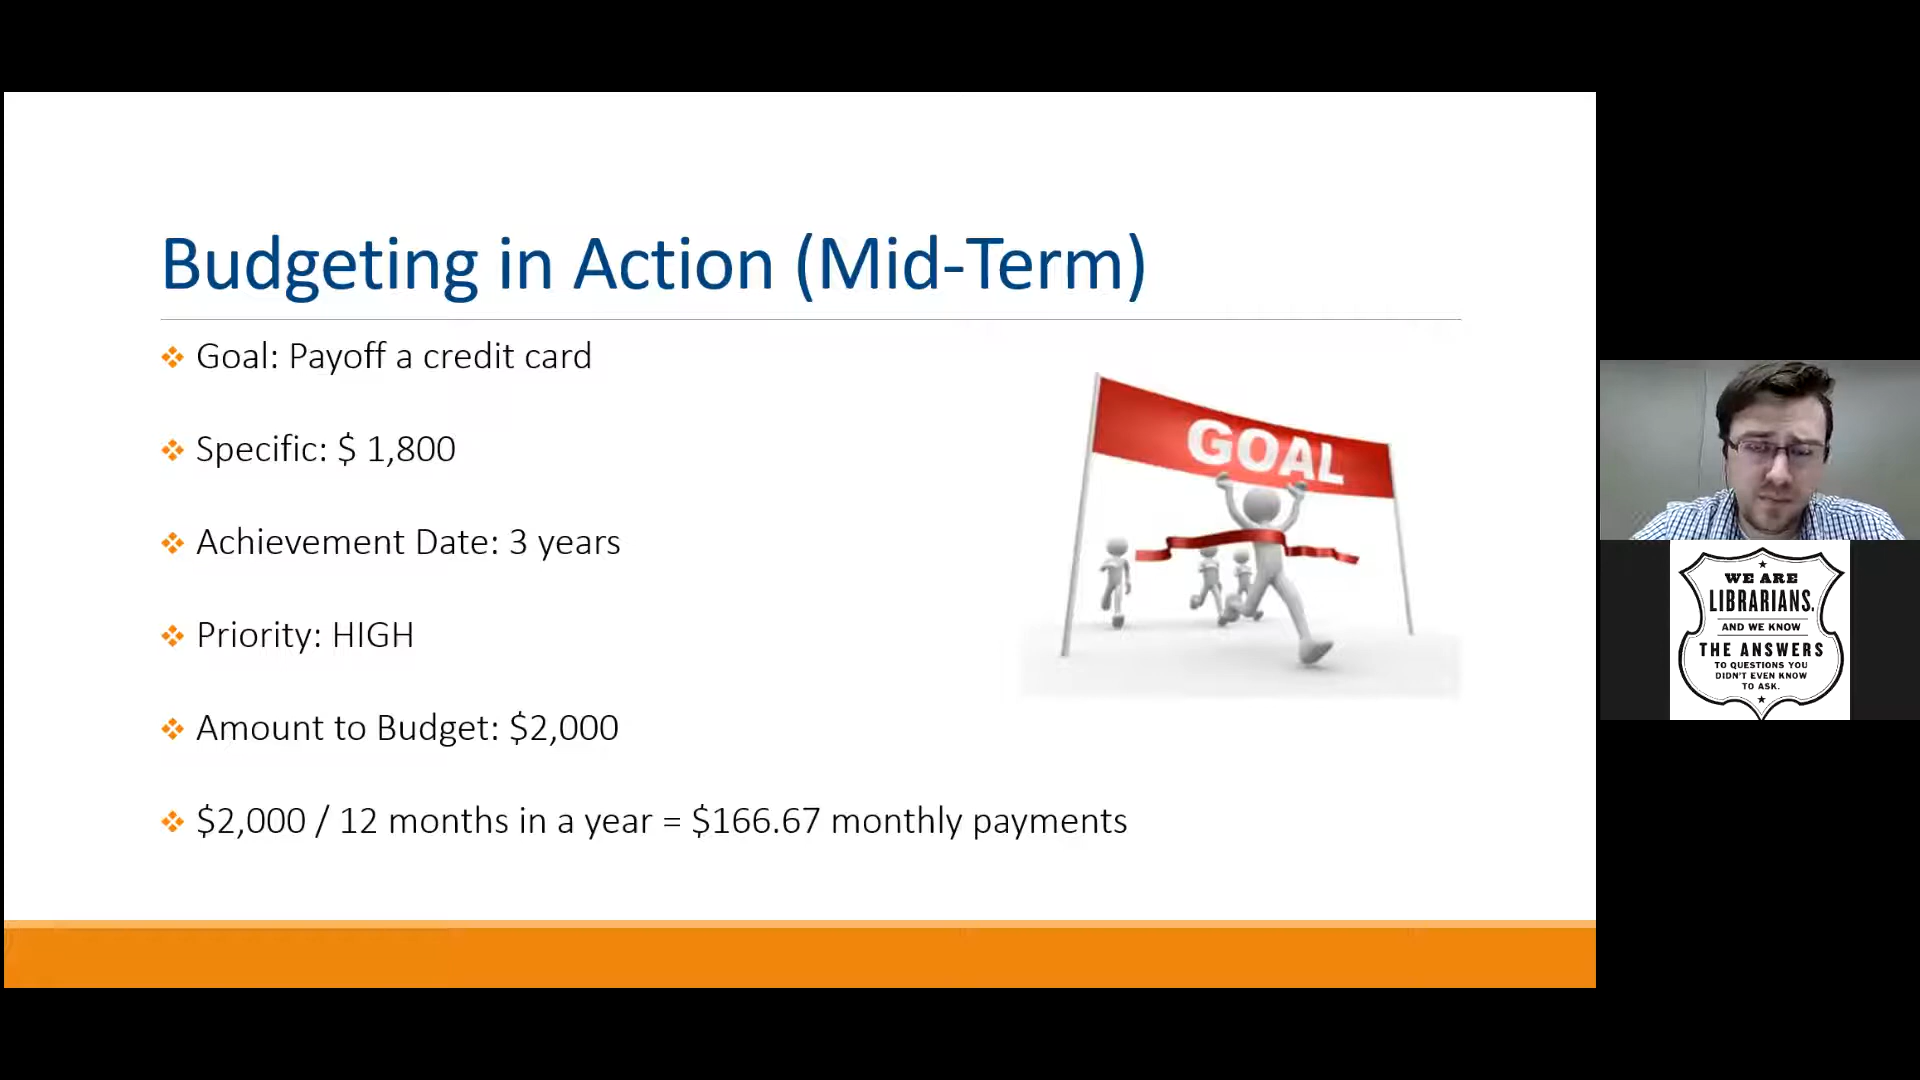 Budgeting in Action (Mid-Term)
Goal: Payoff a credit card
Specific: $ 1,800
Achievement Date: 3 years
Priority: HIGH
Amount to Budget: $2,000
$2,000 / 12 months in a year = $166.67 monthly payments
GOAL
WE ARE
LIBRARIANS.
AND WE KNOW
THE ANSWERS
TO QUESTIONS YOU
DIDN'T EVEN KNOW
TO ASK.